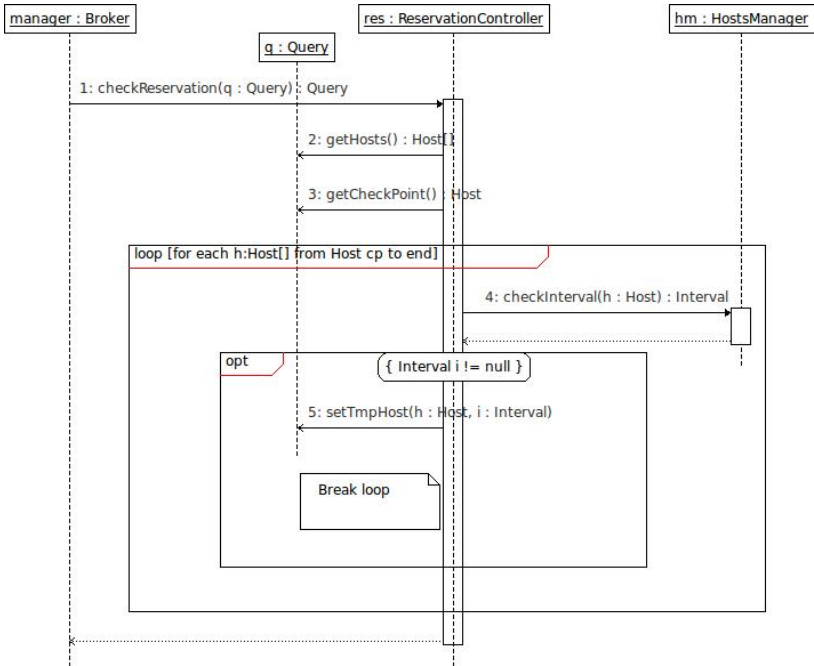 manager : Broker
res : ReservationController
hm : HostsManager
q : Query
1: checkReservation(q : Query) : Query
2: getHosts() : Host[]
3: getCheckPoint() : Host
loop [for each h:Host[] from Host cp to end]
4: checkInterval(h : Host) : Interval
opt
{ Interval i != null }
5: setTmpHost(h : Host, i : Interval)
Break loop